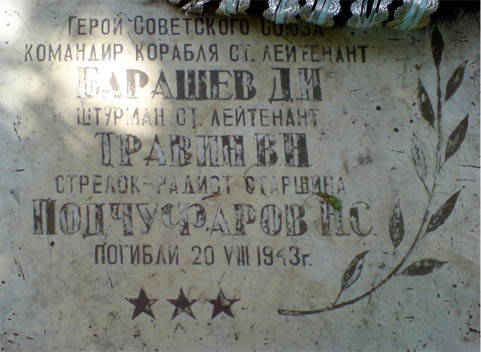 Герой Советского Союза
командир корабля ст. лейтенант
Барашев Д.И
штурман ст. лейтенант
Травин В Н
стрелок-радист старшина
Подчуфаров И.С
погибли 20 VIII 1943г.